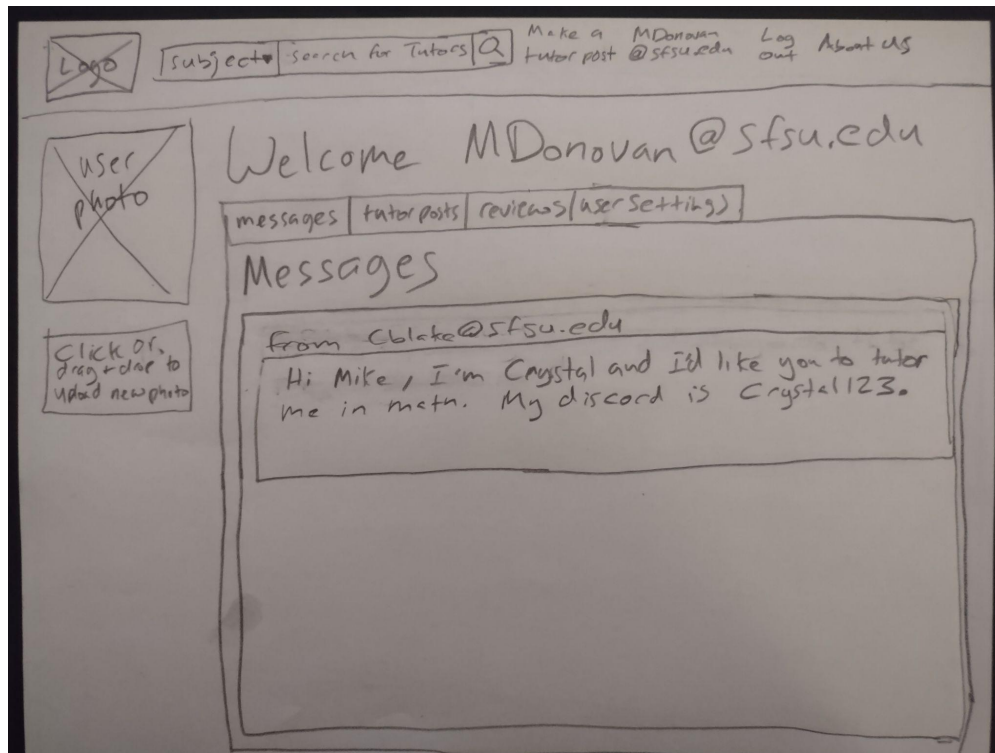 Logo
subject▾ search for Tutors
Make a
tutor post
MDonovan
@sfsu.edu
Log
out
About us
user
photo
Welcome MDonovan@sfsu.edu
messages tutor posts reviews user settings
Messages
Click or
drag + drop to
upload new photo
from Cblake@sfsu.edu
Hi Mike, I'm Crystal and I'd like you to tutor
me in math. My discord is Crystal123.